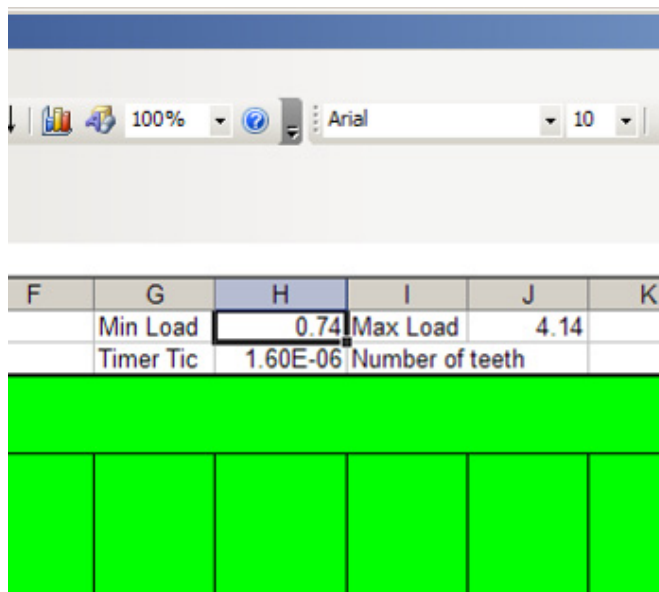 100% Arial 10
F G H I J K
Min Load 0.74 Max Load 4.14
Timer Tic 1.60E-06 Number of teeth